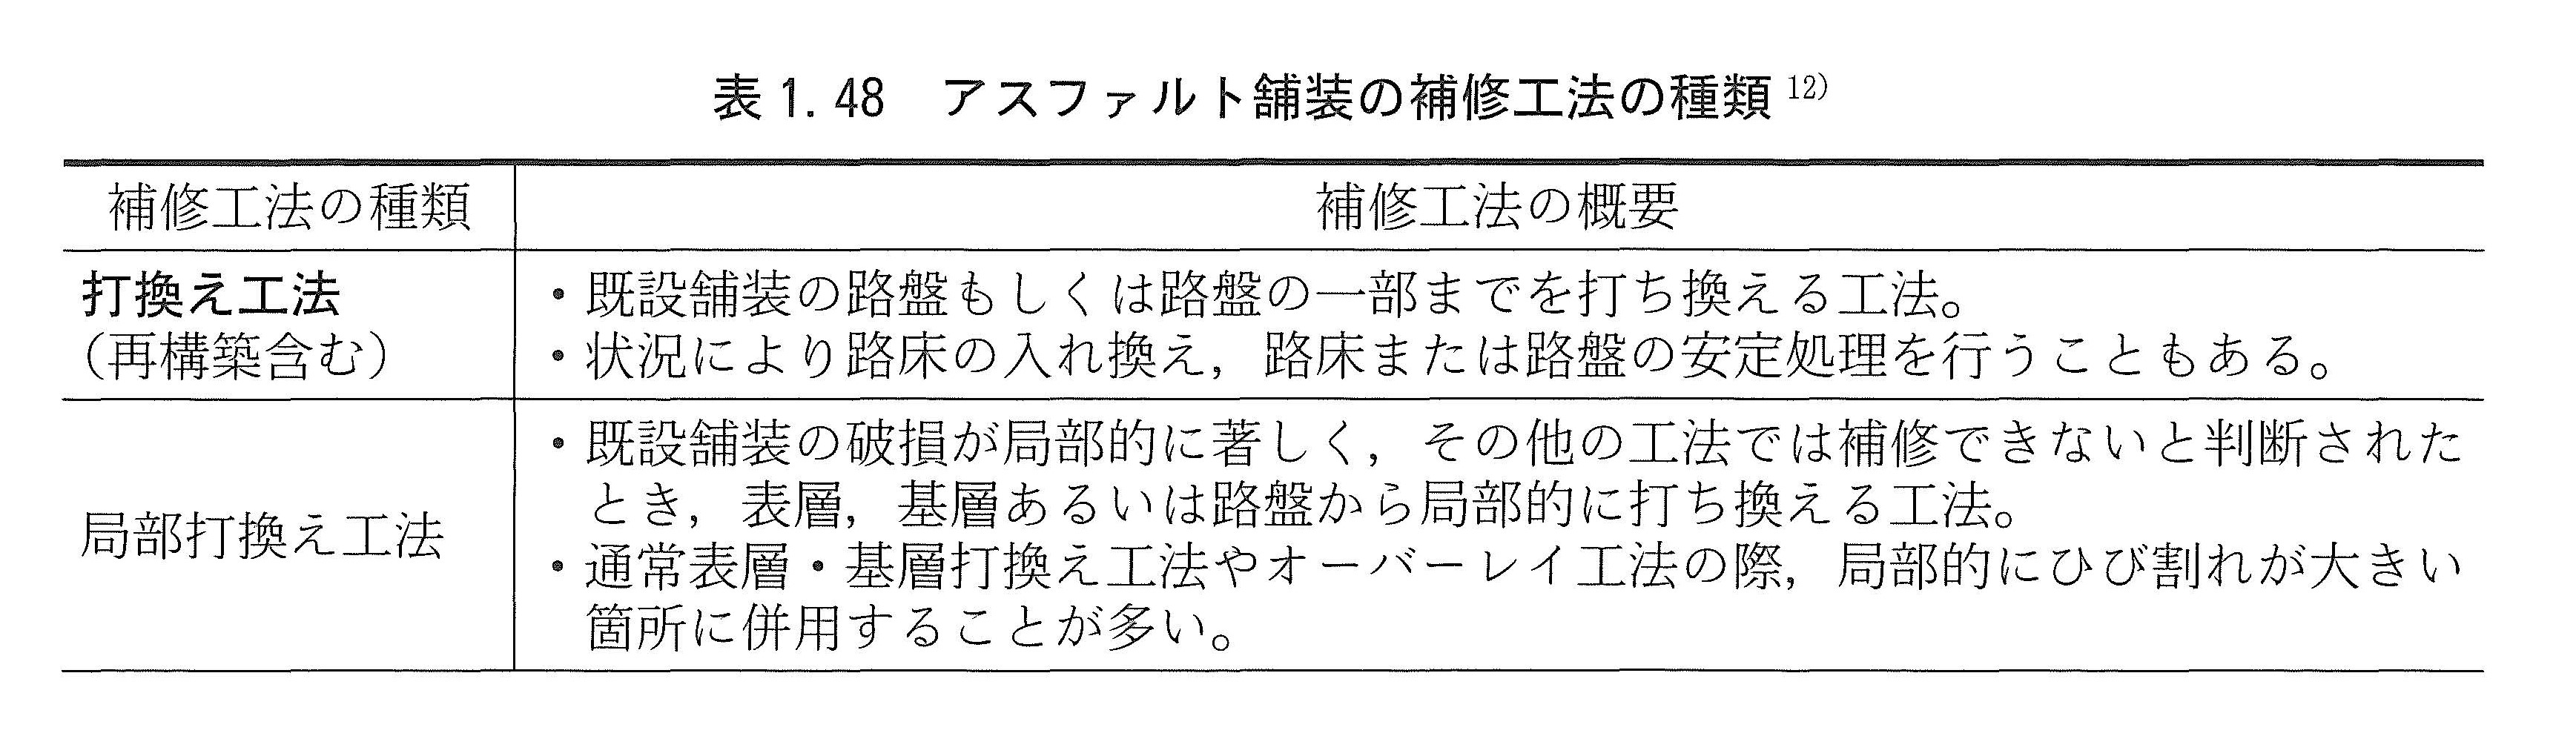 表1.48 アスファルト舗装の補修工法の種類12)
補修工法の種類
補修工法の概要
打換え工法
(再構築含む)
・既設舗装の路盤もしくは路盤の一部までを打ち換える工法。
・状況により路床の入れ換え，路床または路盤の安定処理を行うこともある。
局部打換え工法
・既設舗装の破損が局部的に著しく，その他の工法では補修できないと判断された
とき，表層，基層あるいは路盤から局部的に打ち換える工法。
・通常表層・基層打換え工法やオーバーレイ工法の際，局部的にひび割れが大きい
箇所に併用することが多い。